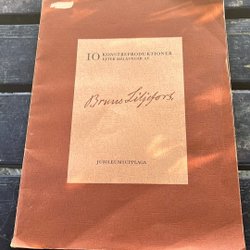 10 KONSTREPRODUKTIONER
EFTER MÅLNINGAR AV
Bruno Liljefors.
JUBILEUMSUPPLAGA